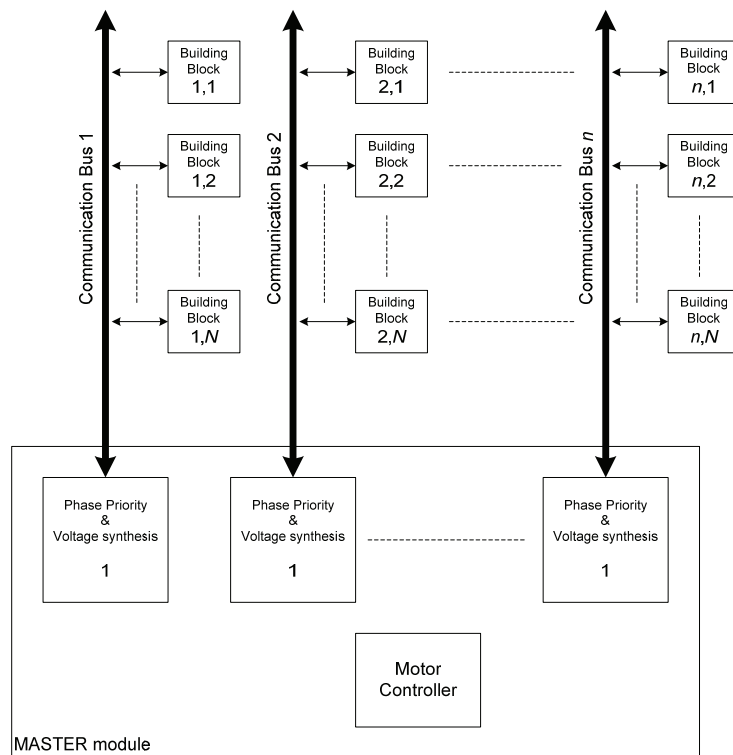 Communication Bus 1
Building
Block
1,1
Building
Block
1,2
Building
Block
1,N
Communication Bus 2
Building
Block
2,1
Building
Block
2,2
Building
Block
2,N
Communication Bus n
Building
Block
n,1
Building
Block
n,2
Building
Block
n,N
Phase Priority
&
Voltage synthesis
1
Phase Priority
&
Voltage synthesis
1
Phase Priority
&
Voltage synthesis
1
Motor
Controller
MASTER module